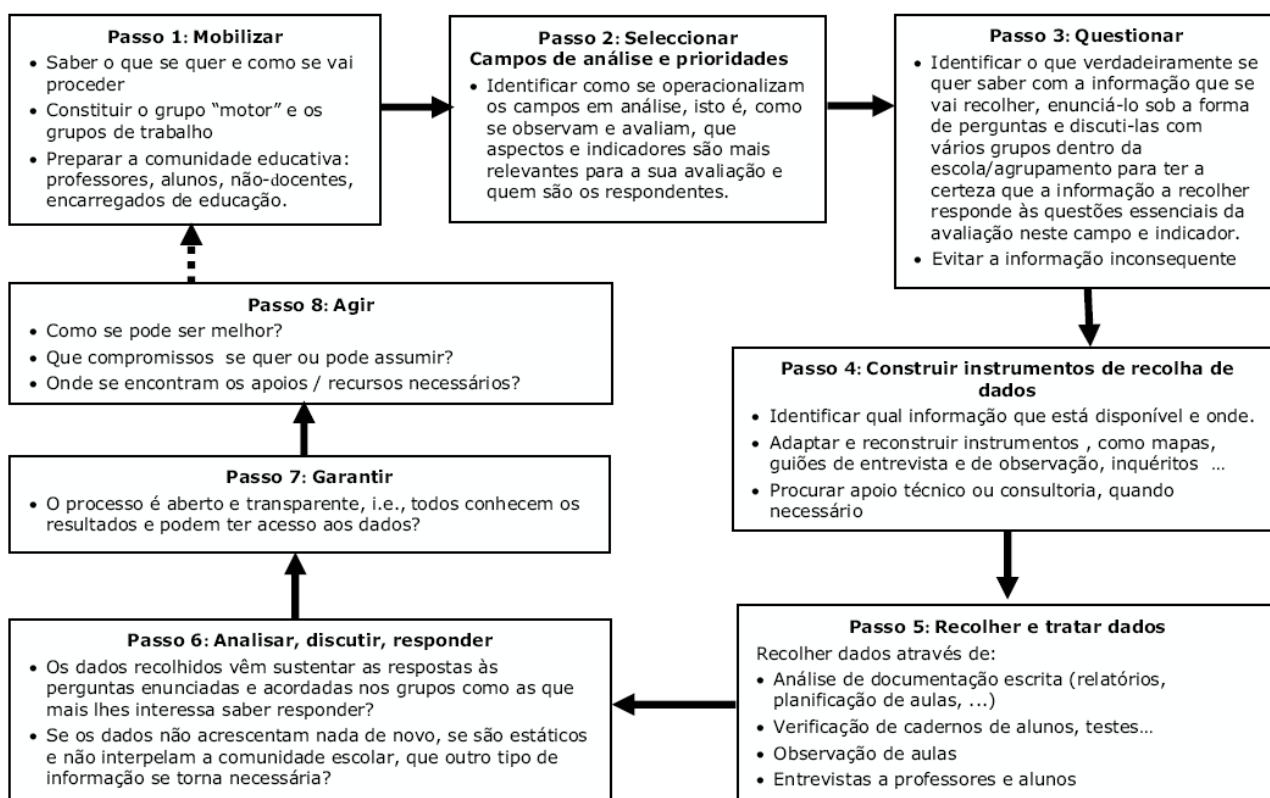 Passo 1: Mobilizar
• Saber o que se quer e como se vai
proceder
• Constituir o grupo “motor” e os
grupos de trabalho
• Preparar a comunidade educativa:
professores, alunos, não-docentes,
encarregados de educação.
Passo 2: Seleccionar
Campos de análise e prioridades
• Identificar como se operacionalizam
os campos em análise, isto é, como
se observam e avaliam, que
aspectos e indicadores são mais
relevantes para a sua avaliação e
quem são os respondentes.
Passo 3: Questionar
• Identificar o que verdadeiramente se
quer saber com a informação que se
vai recolher, enunciá-lo sob a forma
de perguntas e discuti-las com
vários grupos dentro da
escola/agrupamento para ter a
certeza que a informação a recolher
responde às questões essenciais da
avaliação neste campo e indicador.
• Evitar a informação inconsequente
Passo 4: Construir instrumentos de recolha de
dados
• Identificar qual informação que está disponível e onde.
• Adaptar e reconstruir instrumentos , como mapas,
guiões de entrevista e de observação, inquéritos ...
• Procurar apoio técnico ou consultoria, quando
necessário
Passo 5: Recolher e tratar dados
Recolher dados através de:
• Análise de documentação escrita (relatórios,
planificação de aulas, ...)
• Verificação de cadernos de alunos, testes...
• Observação de aulas
• Entrevistas a professores e alunos
Passo 6: Analisar, discutir, responder
• Os dados recolhidos vêm sustentar as respostas às
perguntas enunciadas e acordadas nos grupos como as que
mais lhes interessa saber responder?
• Se os dados não acrescentam nada de novo, se são estáticos
e não interpelam a comunidade escolar, que outro tipo de
informação se torna necessária?
Passo 7: Garantir
• O processo é aberto e transparente, i.e., todos conhecem os
resultados e podem ter acesso aos dados?
Passo 8: Agir
• Como se pode ser melhor?
• Que compromissos se quer ou pode assumir?
• Onde se encontram os apoios / recursos necessários?